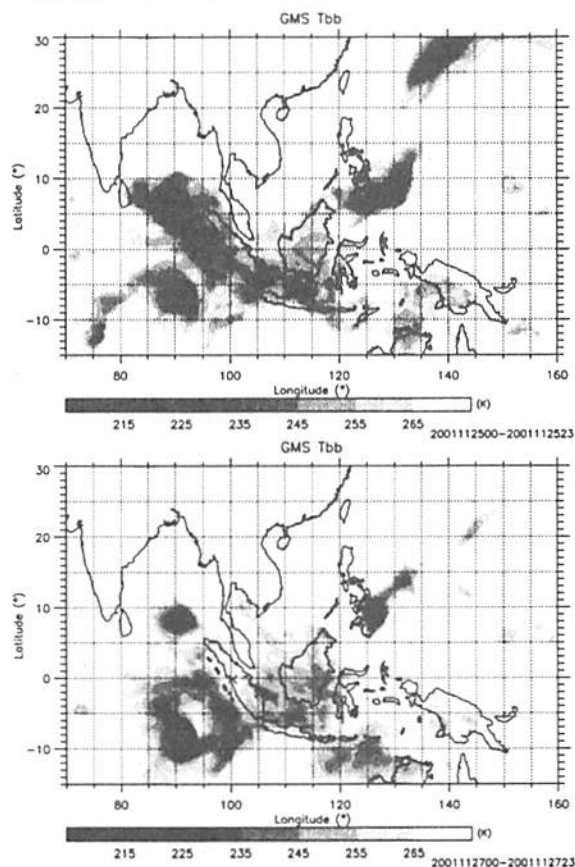 GMS Tbb
30
20
10
0
-10
Latitude (°)
80 100 120 140 160
Longitude (°)
215 225 235 245 255 265 (K)
2001112500-2001112523
GMS Tbb
30
20
10
0
-10
Latitude (°)
80 100 120 140 160
Longitude (°)
215 225 235 245 255 265 (K)
2001112700-2001112723